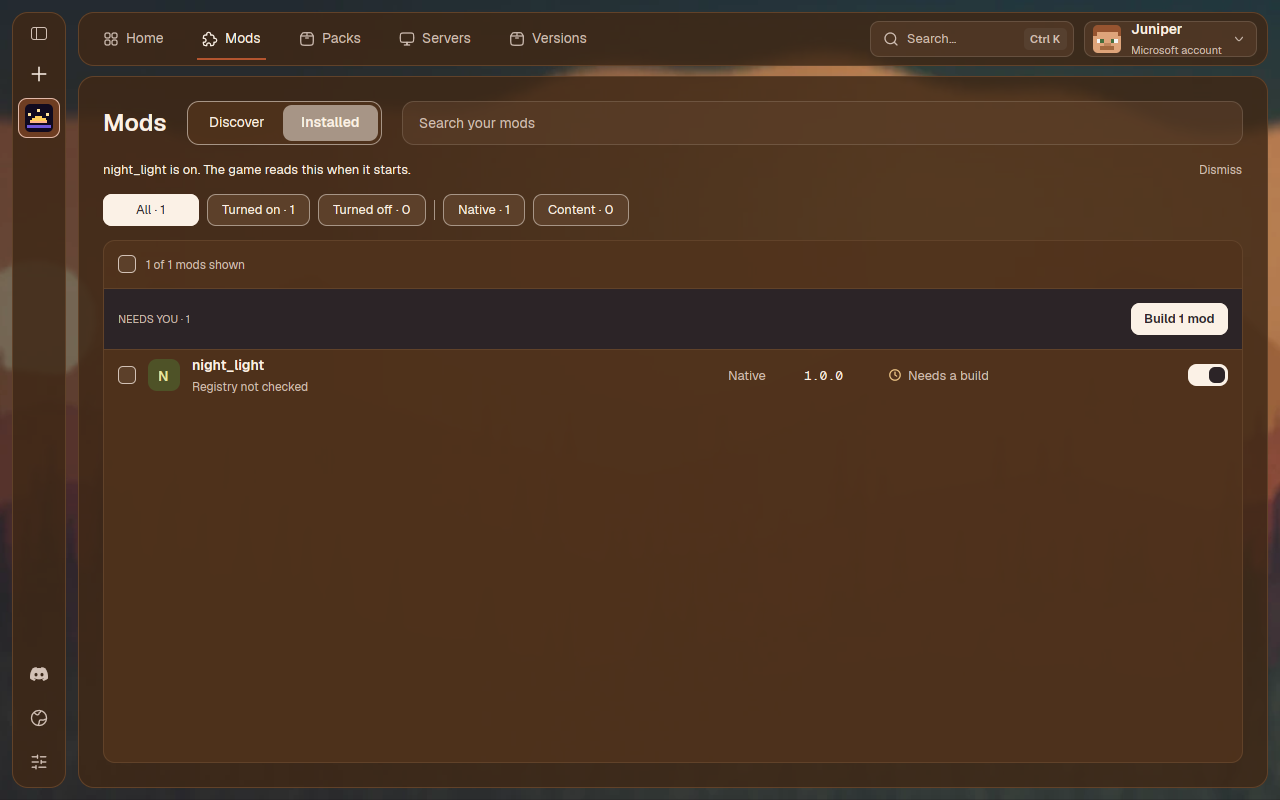 Home
Mods
Packs
Servers
Versions
Search...
Ctrl K
Juniper
Microsoft account
Mods
Discover
Installed
Search your mods
night_light is on. The game reads this when it starts.
Dismiss
All · 1
Turned on · 1
Turned off · 0
Native · 1
Content · 0
1 of 1 mods shown
NEEDS YOU · 1
Build 1 mod
N
night_light
Registry not checked
Native
1.0.0
Needs a build